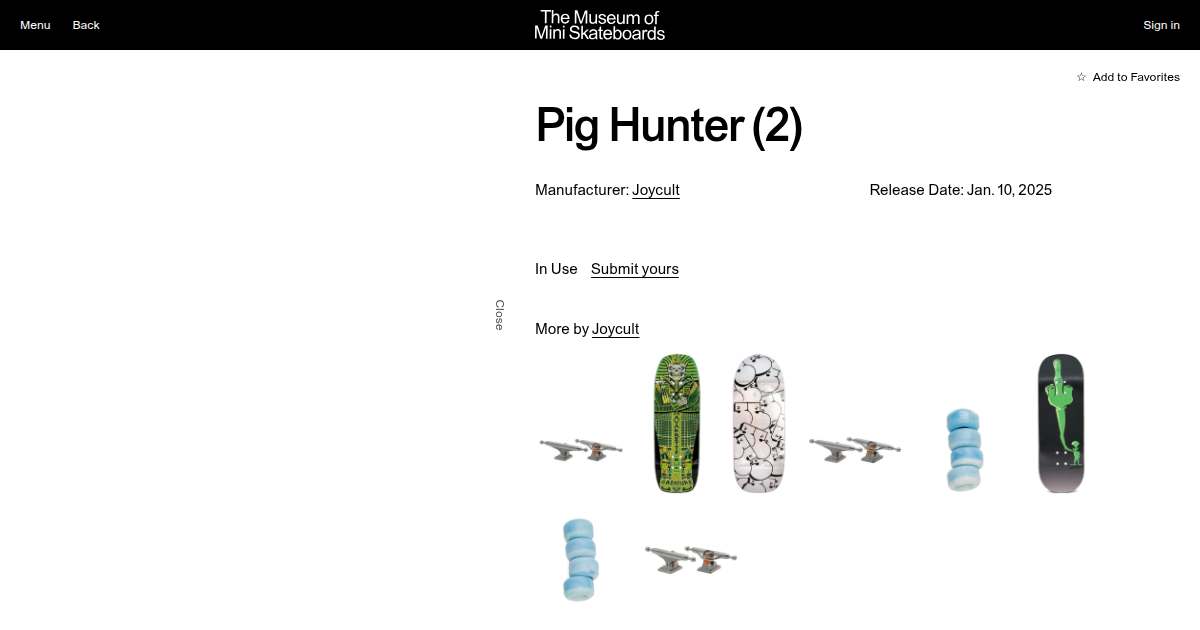 Menu
Back
The Museum of
Mini Skateboards
Sign in
☆ Add to Favorites
Pig Hunter (2)
Manufacturer: Joycult
Release Date: Jan. 10, 2025
In Use
Submit yours
Close
More by Joycult